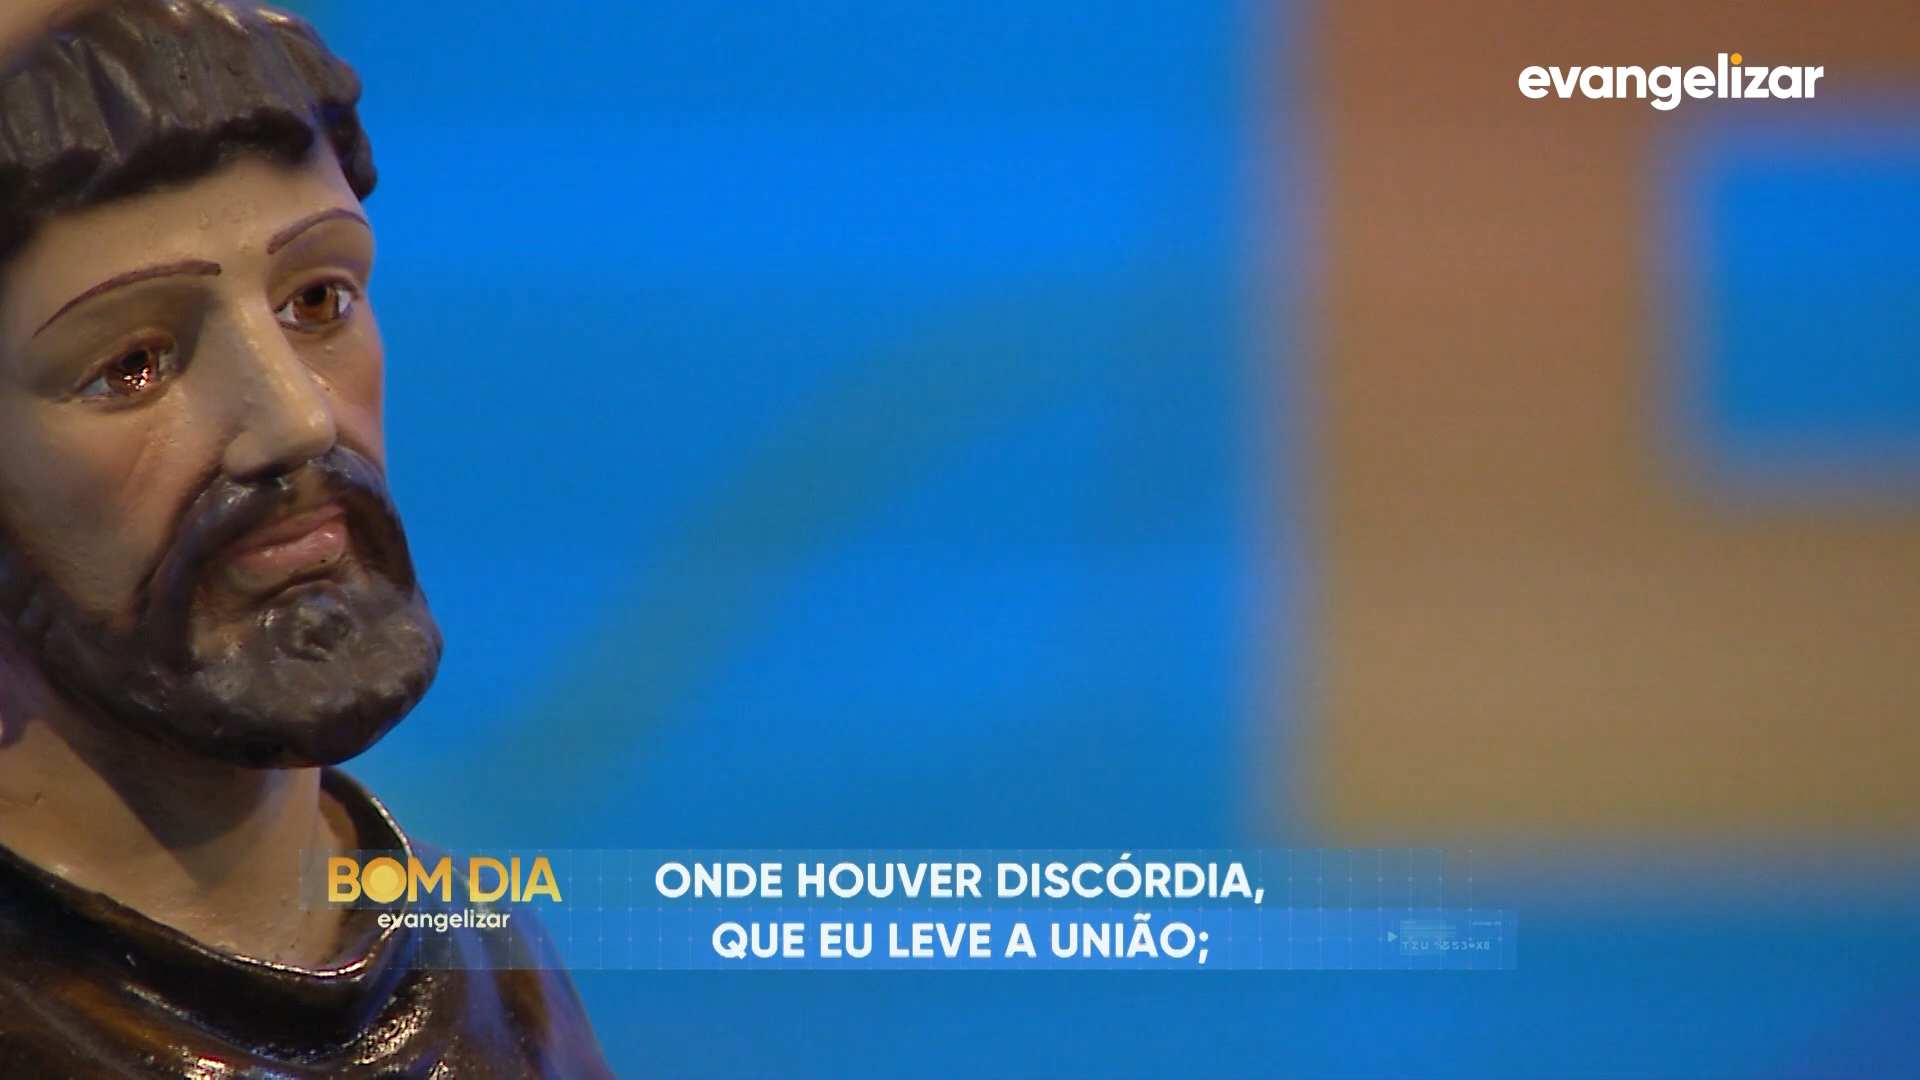 evangelizar
BOM DIA
evangelizar
ONDE HOUVER DISCÓRDIA,
QUE EU LEVE A UNIÃO;